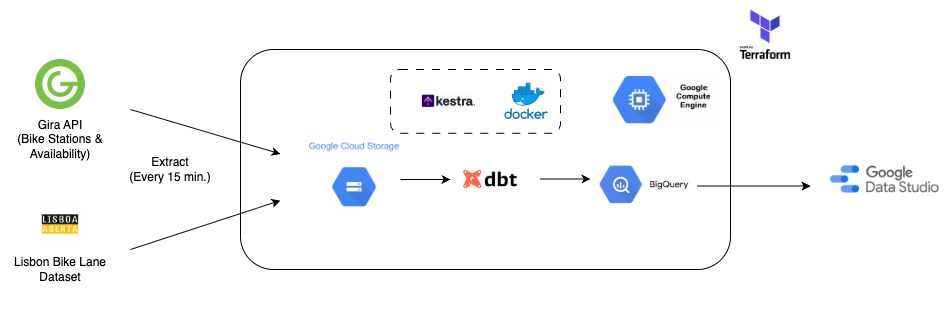 HashiCorp
Terraform
Google
Compute
Engine
kestra.
docker
Gira API
(Bike Stations &
Availability)
Google Cloud Storage
Extract
(Every 15 min.)
dbt
BigQuery
Google
Data Studio
LISBOA
ABERTA
Lisbon Bike Lane
Dataset